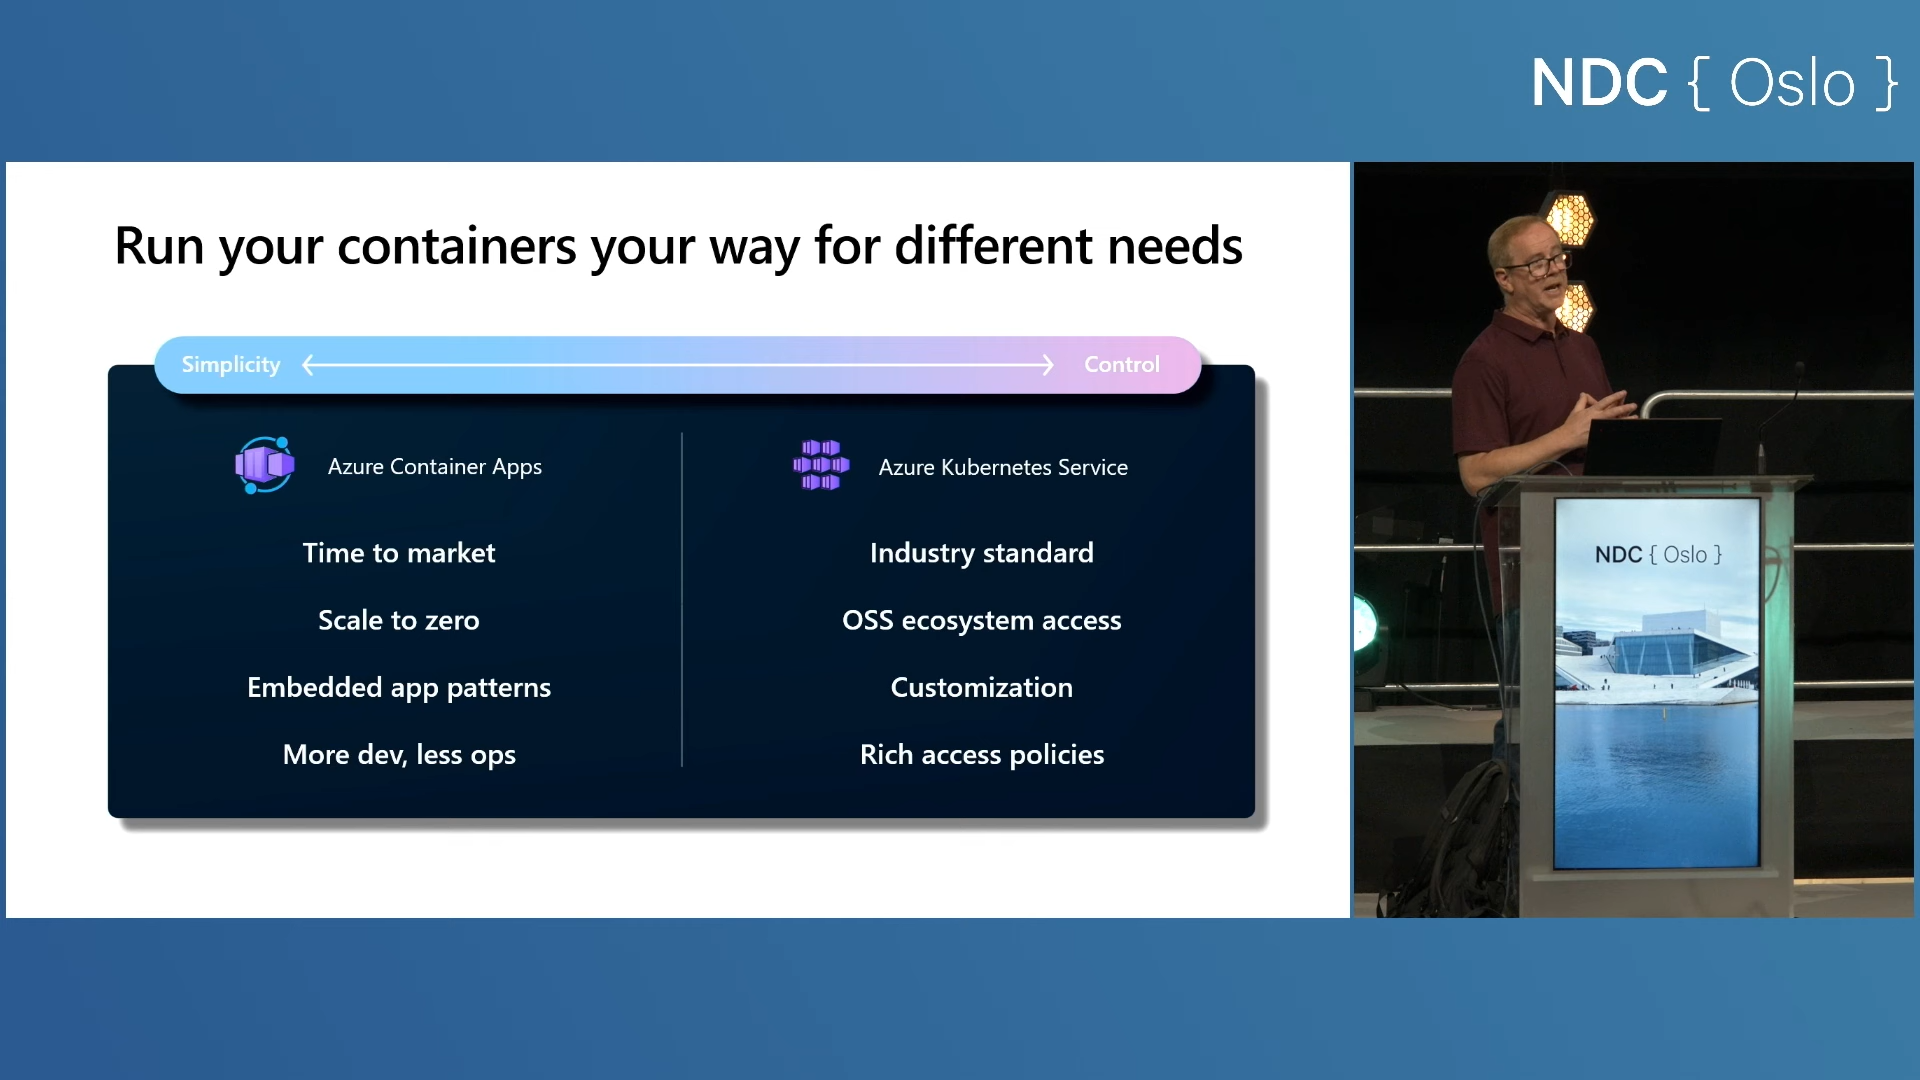 NDC { Oslo }
Run your containers your way for different needs
Simplicity
Control
Azure Container Apps
Time to market
Scale to zero
Embedded app patterns
More dev, less ops
Azure Kubernetes Service
Industry standard
OSS ecosystem access
Customization
Rich access policies
NDC { Oslo }